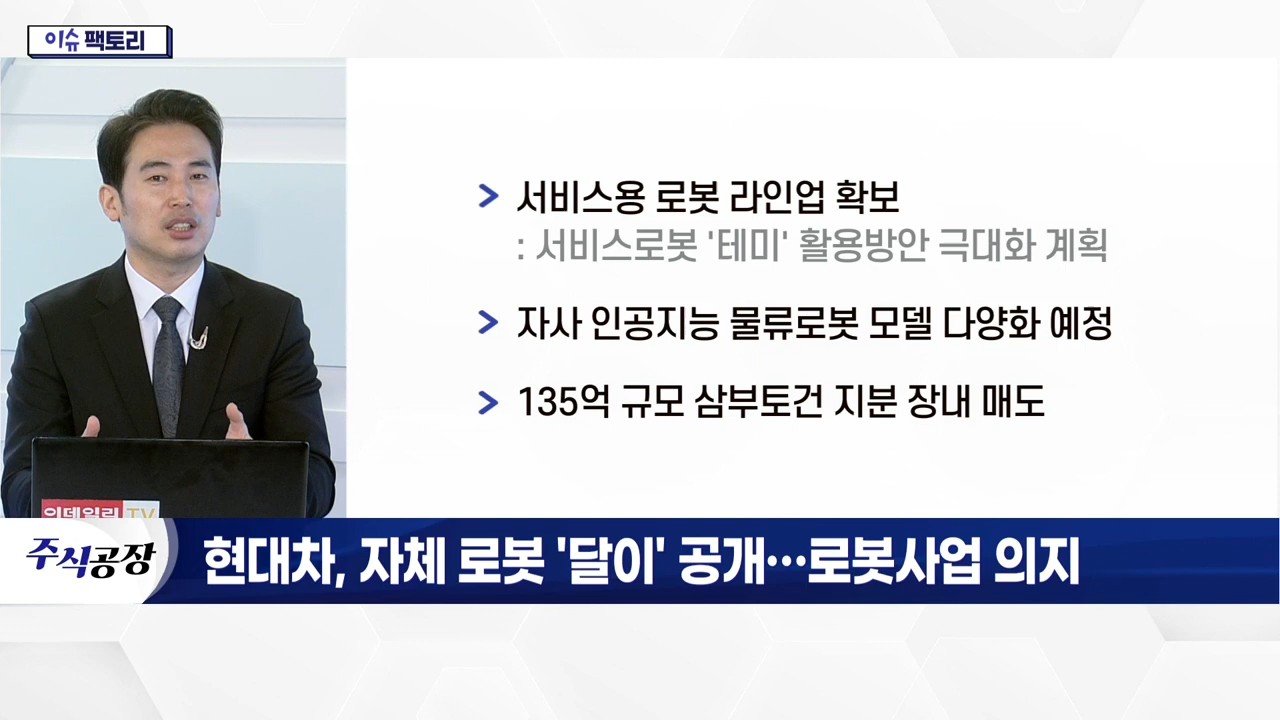 이슈 팩토리
> 서비스용 로봇 라인업 확보
: 서비스로봇 '테미' 활용방안 극대화 계획
> 자사 인공지능 물류로봇 모델 다양화 예정
> 135억 규모 삼부토건 지분 장내 매도
이데일리 TV
주식공장
현대차, 자체 로봇 '달이' 공개…로봇사업 의지